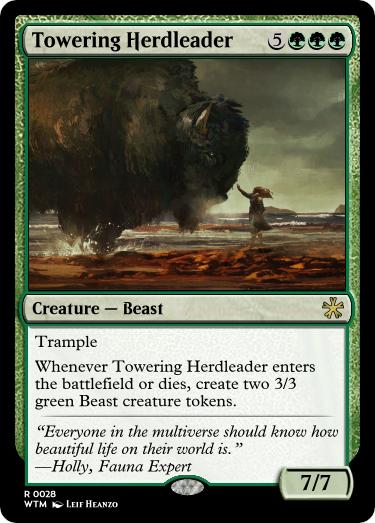 Towering Herdleader 5
Creature — Beast
Trample
Whenever Towering Herdleader enters
the battlefield or dies, create two 3/3
green Beast creature tokens.
“Everyone in the multiverse should know how
beautiful life on their world is.”
—Holly, Fauna Expert
7/7
R 0028
WTM Leif Heanzo